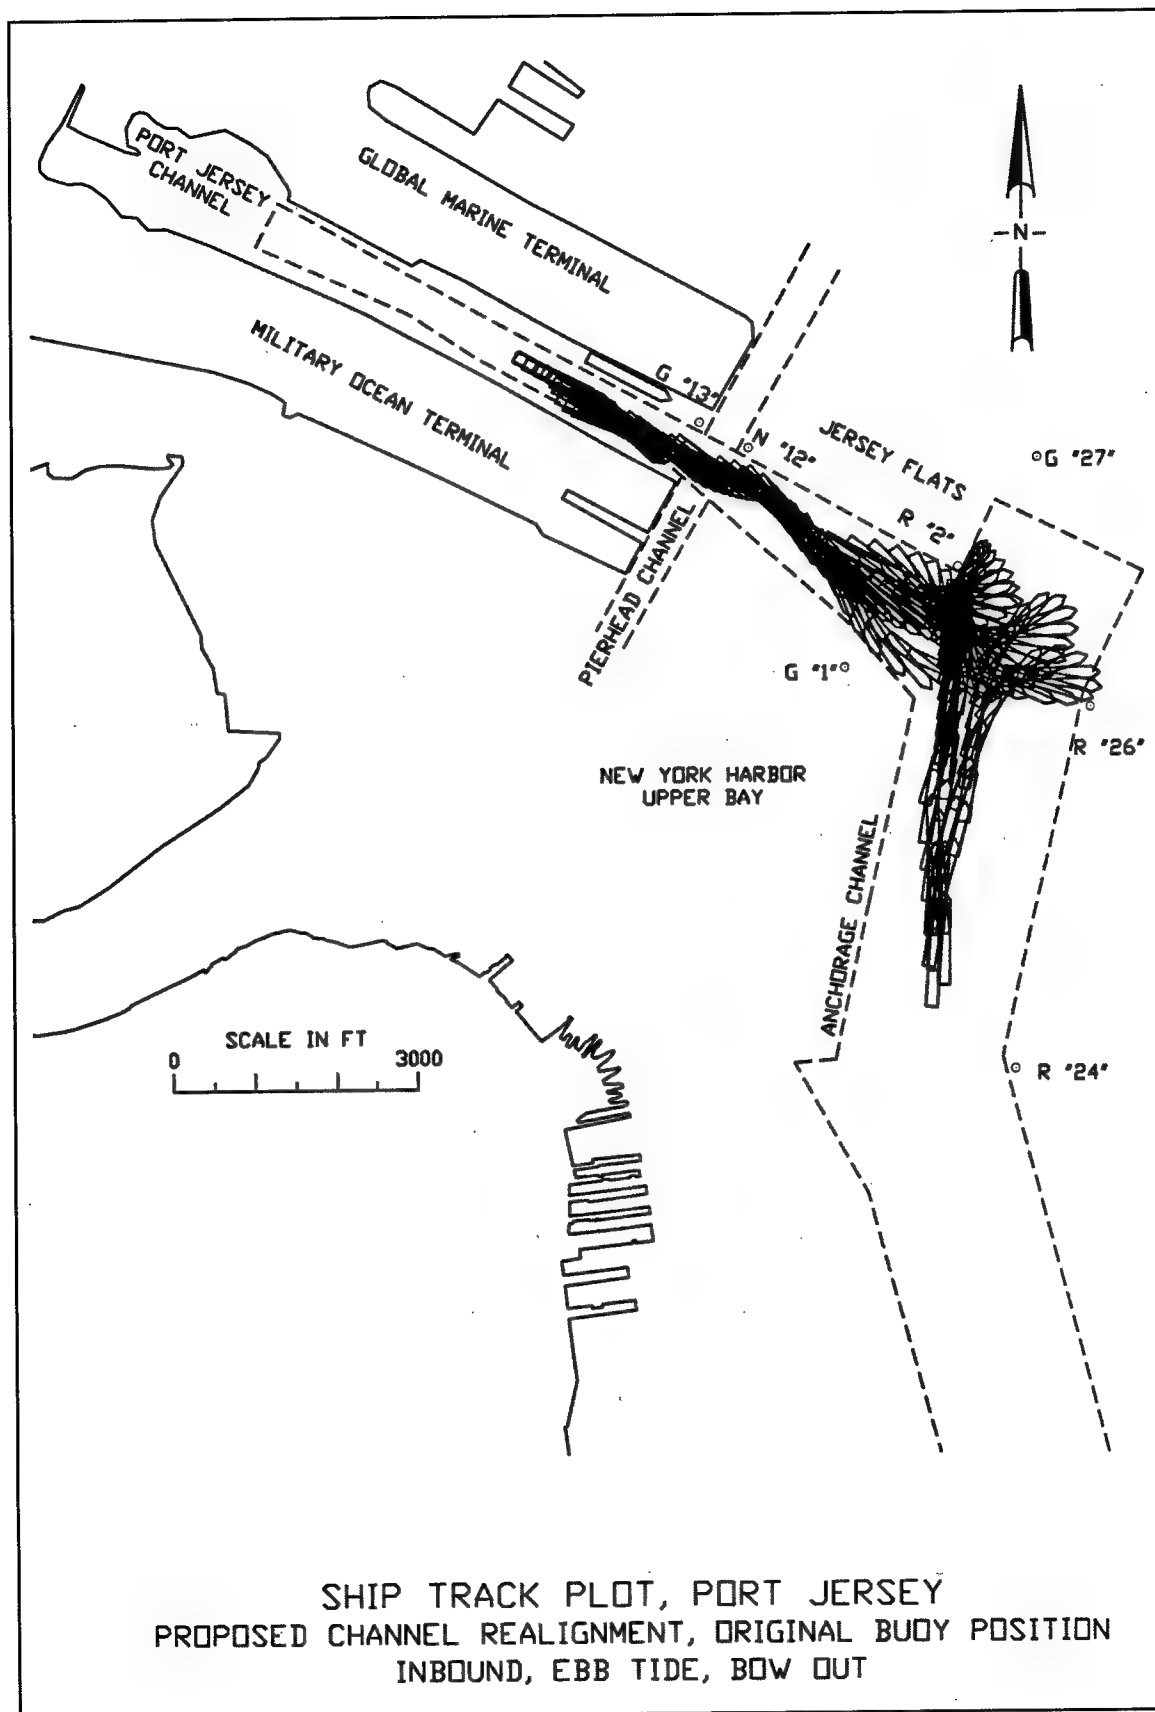 PORT JERSEY
CHANNEL
GLOBAL MARINE TERMINAL
MILITARY OCEAN TERMINAL
N
G "13"
N "12"
JERSEY FLATS
G "27"
R "2"
PIERHEAD CHANNEL
G "1"
R "26"
NEW YORK HARBOR
UPPER BAY
ANCHORAGE CHANNEL
SCALE IN FT
0 3000
R "24"
SHIP TRACK PLOT, PORT JERSEY
PROPOSED CHANNEL REALIGNMENT, ORIGINAL BUOY POSITION
INBOUND, EBB TIDE, BOW OUT